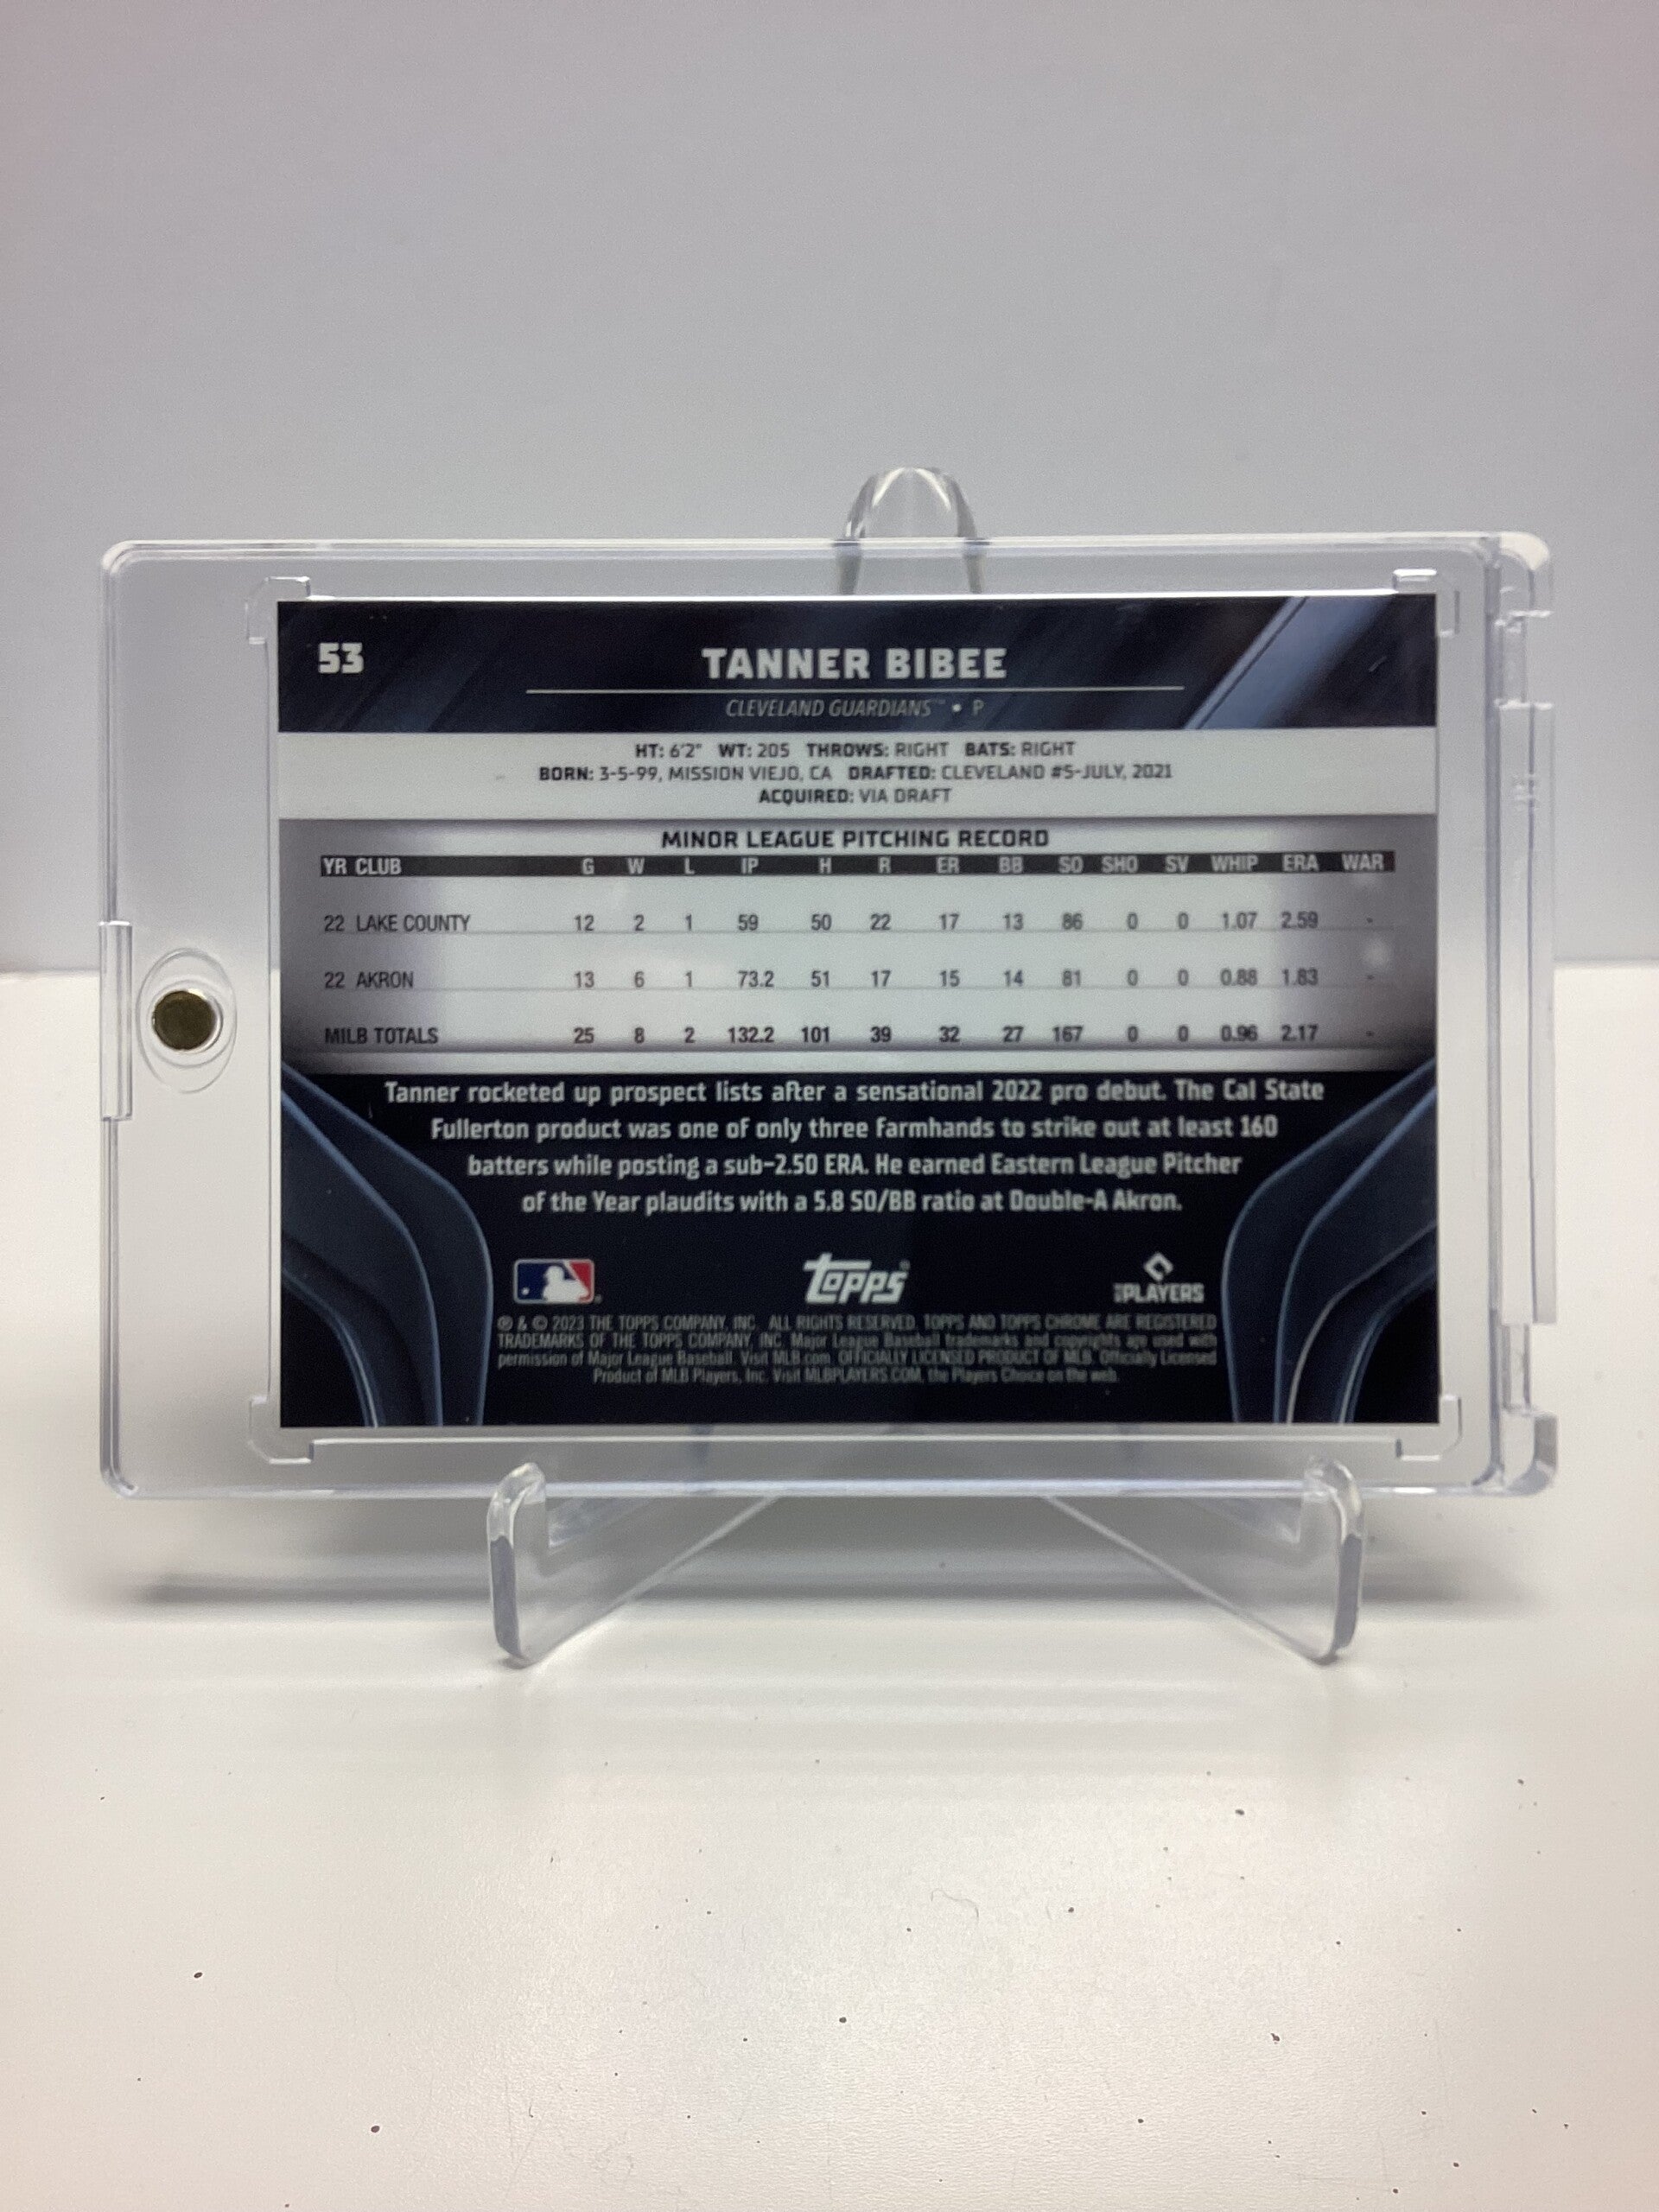 53
TANNER BIBEE
CLEVELAND GUARDIANS™ • P
HT: 6'2" WT: 205 THROWS: RIGHT BATS: RIGHT
BORN: 3-5-99, MISSION VIEJO, CA DRAFTED: CLEVELAND #5-JULY, 2021
ACQUIRED: VIA DRAFT
MINOR LEAGUE PITCHING RECORD
YR CLUB G W L IP H R ER BB SO SHO SV WHIP ERA WAR
22 LAKE COUNTY 12 2 1 59 50 22 17 13 86 0 0 1.07 2.59 -
22 AKRON 13 6 1 73.2 51 17 15 14 81 0 0 0.88 1.83 -
MILB TOTALS 25 8 2 132.2 101 39 32 27 167 0 0 0.96 2.17 -
Tanner rocketed up prospect lists after a sensational 2022 pro debut. The Cal State
Fullerton product was one of only three farmhands to strike out at least 160
batters while posting a sub-2.50 ERA. He earned Eastern League Pitcher
of the Year plaudits with a 5.8 SO/BB ratio at Double-A Akron.
Topps®
PLAYERS
® & © 2023 THE TOPPS COMPANY, INC. ALL RIGHTS RESERVED. TOPPS AND TOPPS CHROME ARE REGISTERED
TRADEMARKS OF THE TOPPS COMPANY, INC. Major League Baseball trademarks and copyrights are used with
permission of Major League Baseball. Visit MLB.com. OFFICIALLY LICENSED PRODUCT OF MLB. Officially Licensed
Product of MLB Players, Inc. Visit MLBPLAYERS.COM, the Players Choice on the web.